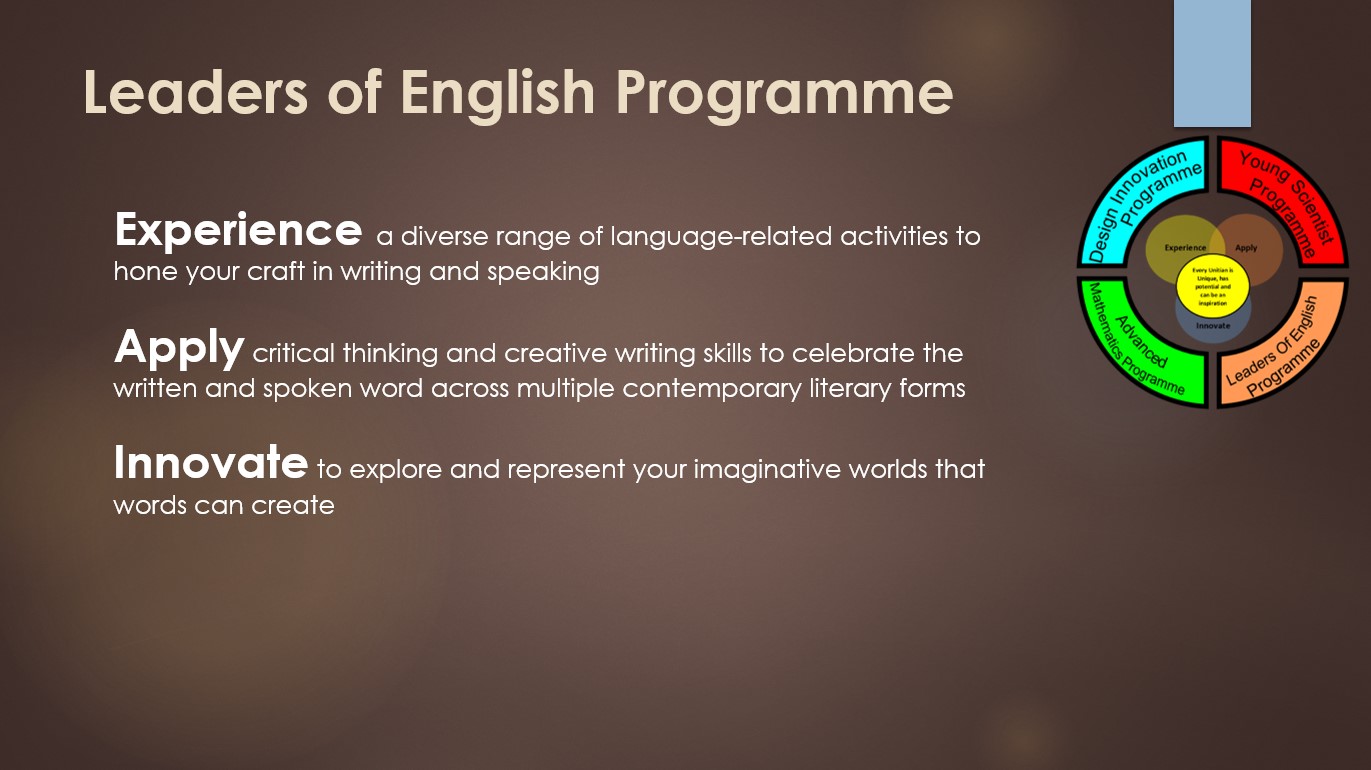 Leaders of English Programme
Experience a diverse range of language-related activities to
hone your craft in writing and speaking
Apply critical thinking and creative writing skills to celebrate the
written and spoken word across multiple contemporary literary forms
Innovate to explore and represent your imaginative worlds that
words can create
Design Innovation
Programme
Young Scientist
Programme
Experience
Apply
Every Unitian is
Unique, has
potential and
can be an
inspiration
Innovate
Advanced
Mathematics Programme
Leaders Of English
Programme